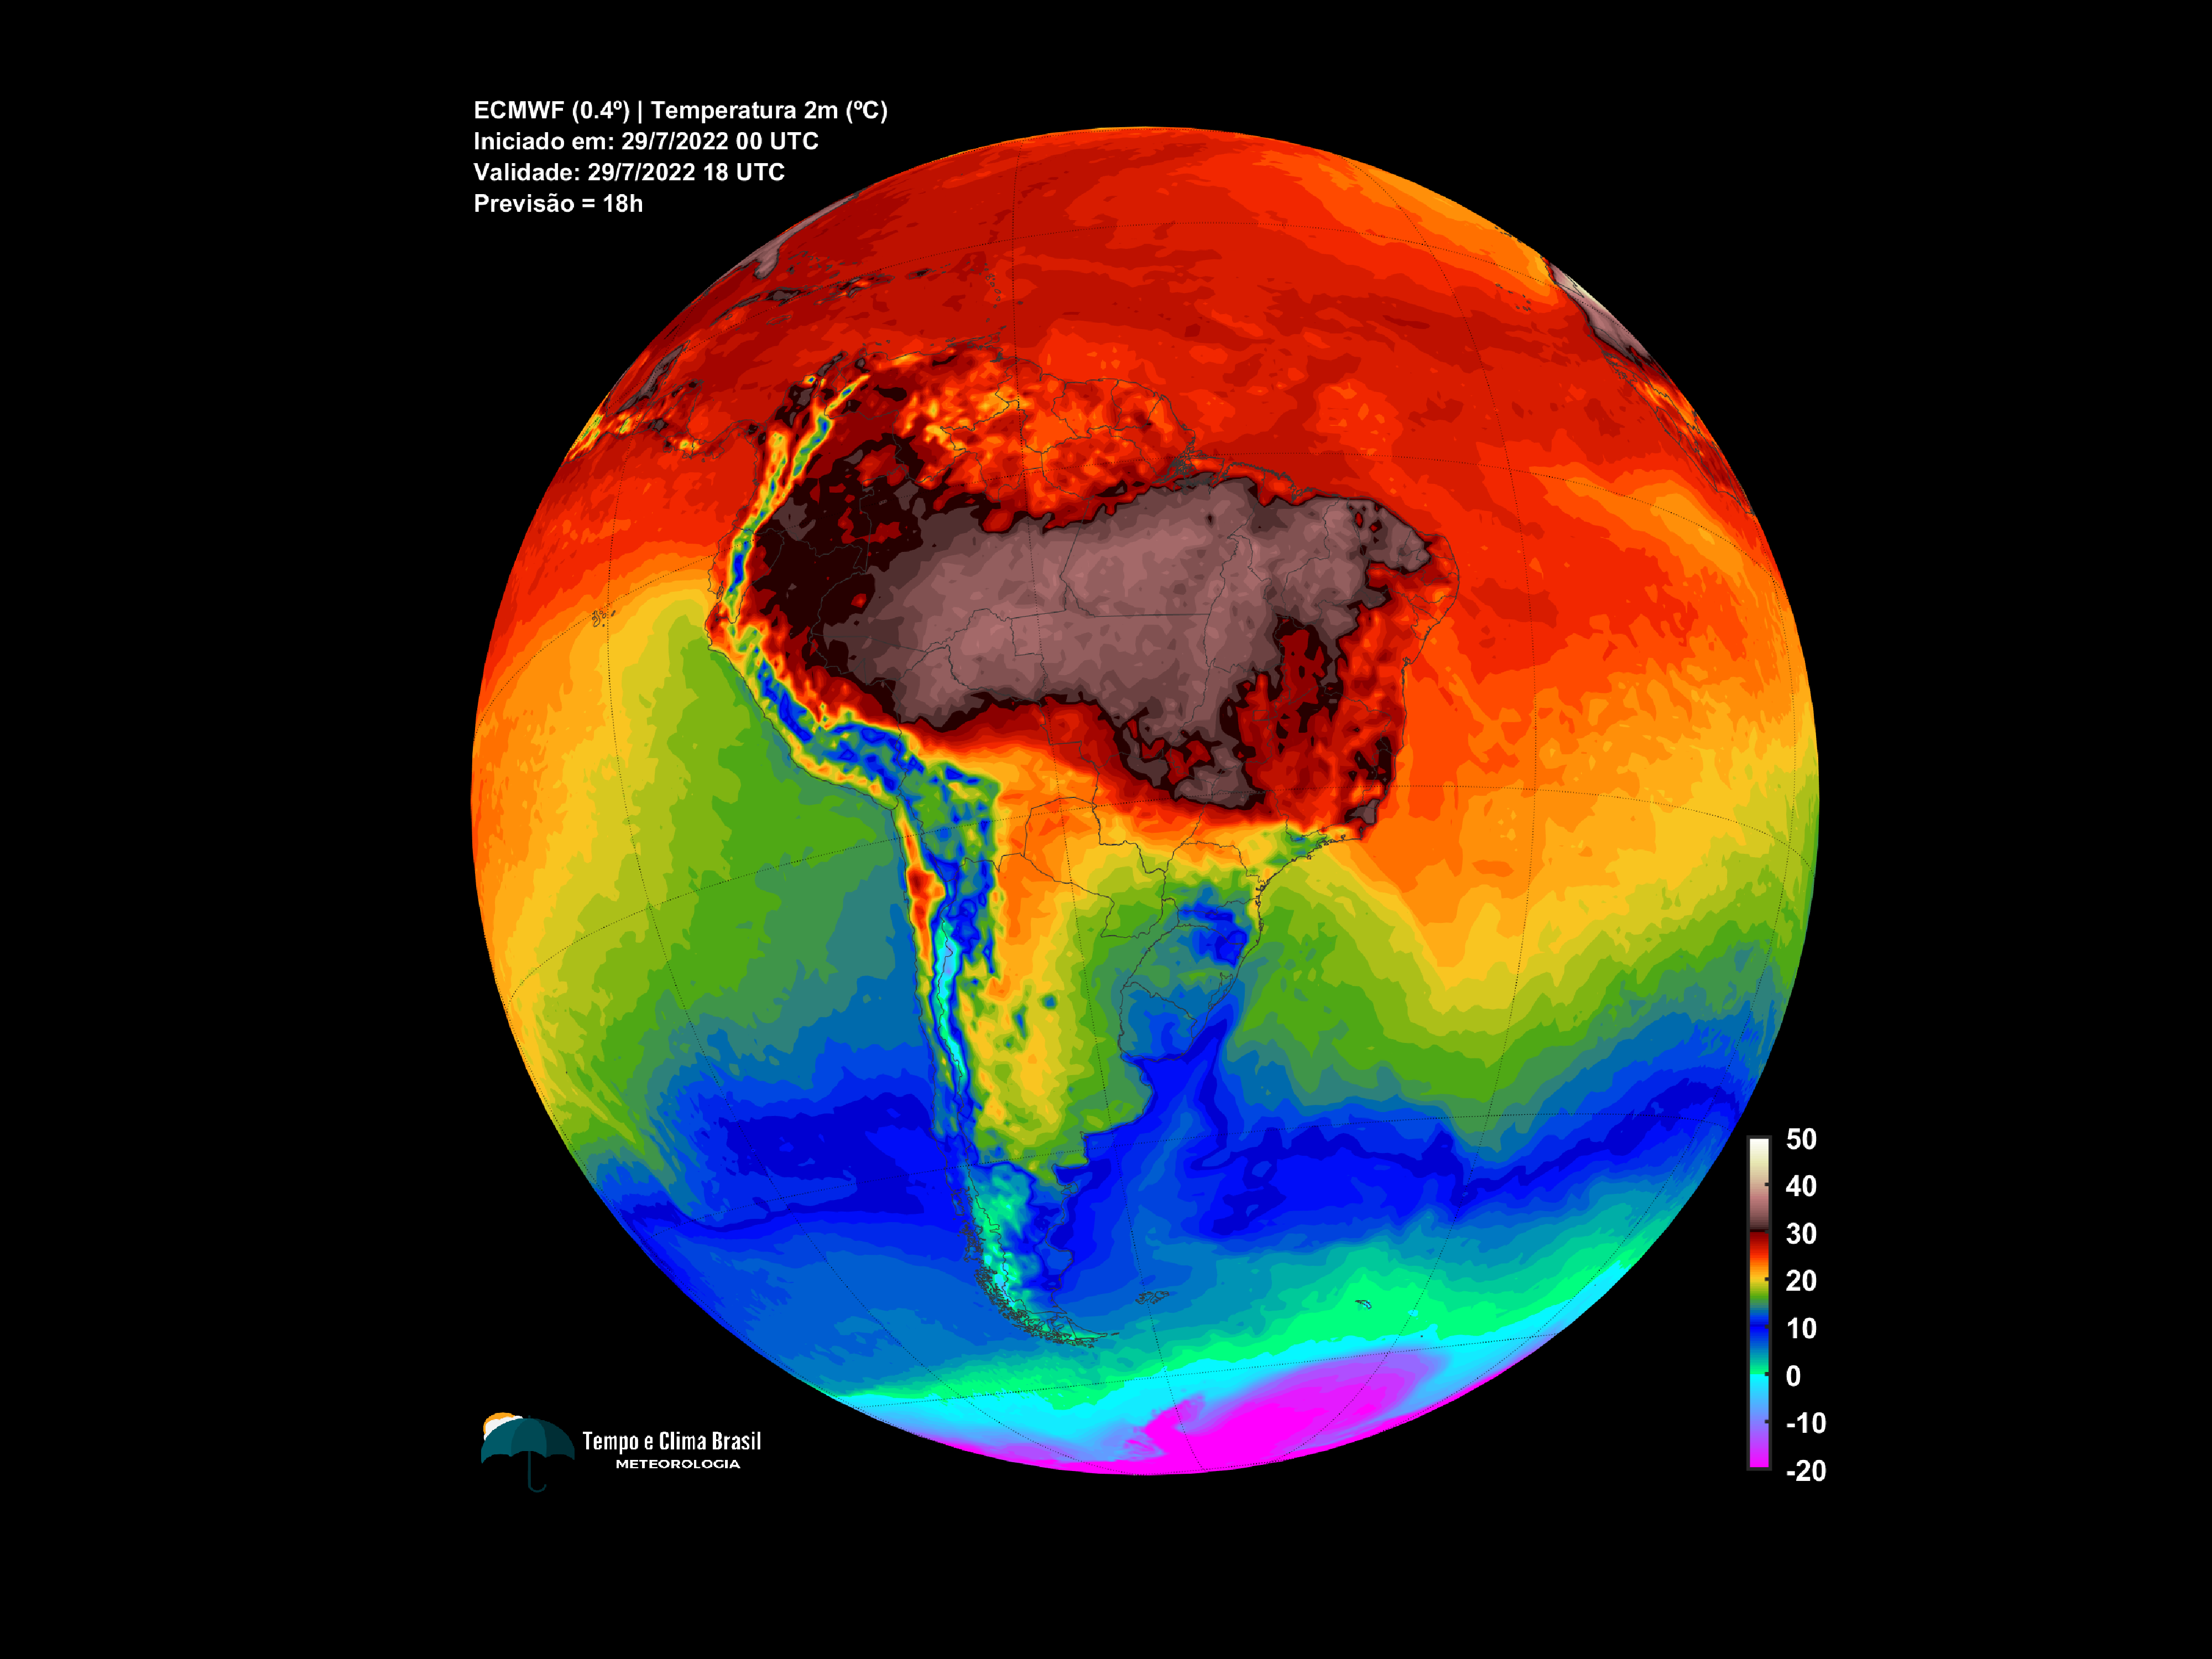 ECMWF (0.4º) | Temperatura 2m (ºC)
Iniciado em: 29/7/2022 00 UTC
Validade: 29/7/2022 18 UTC
Previsão = 18h
50
40
30
20
10
0
-10
-20
Tempo e Clima Brasil
METEOROLOGIA